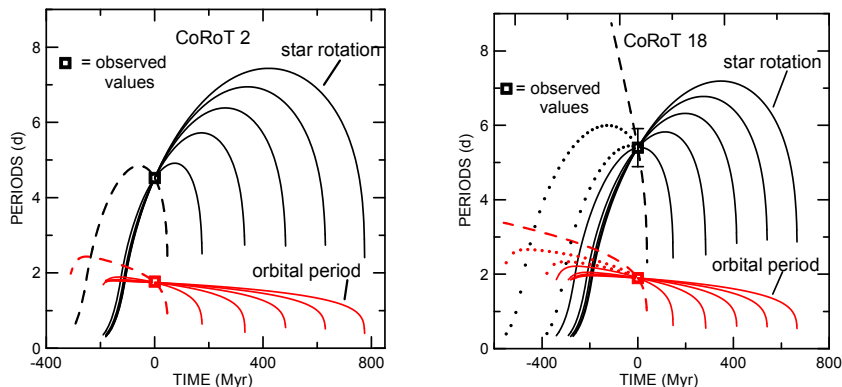 CoRoT 2
star rotation
= observed
values
orbital period
PERIODS (d)
8
6
4
2
0
-400
0
400
800
TIME (Myr)
CoRoT 18
star rotation
= observed
values
orbital period
PERIODS (d)
8
6
4
2
0
-400
0
400
800
TIME (Myr)